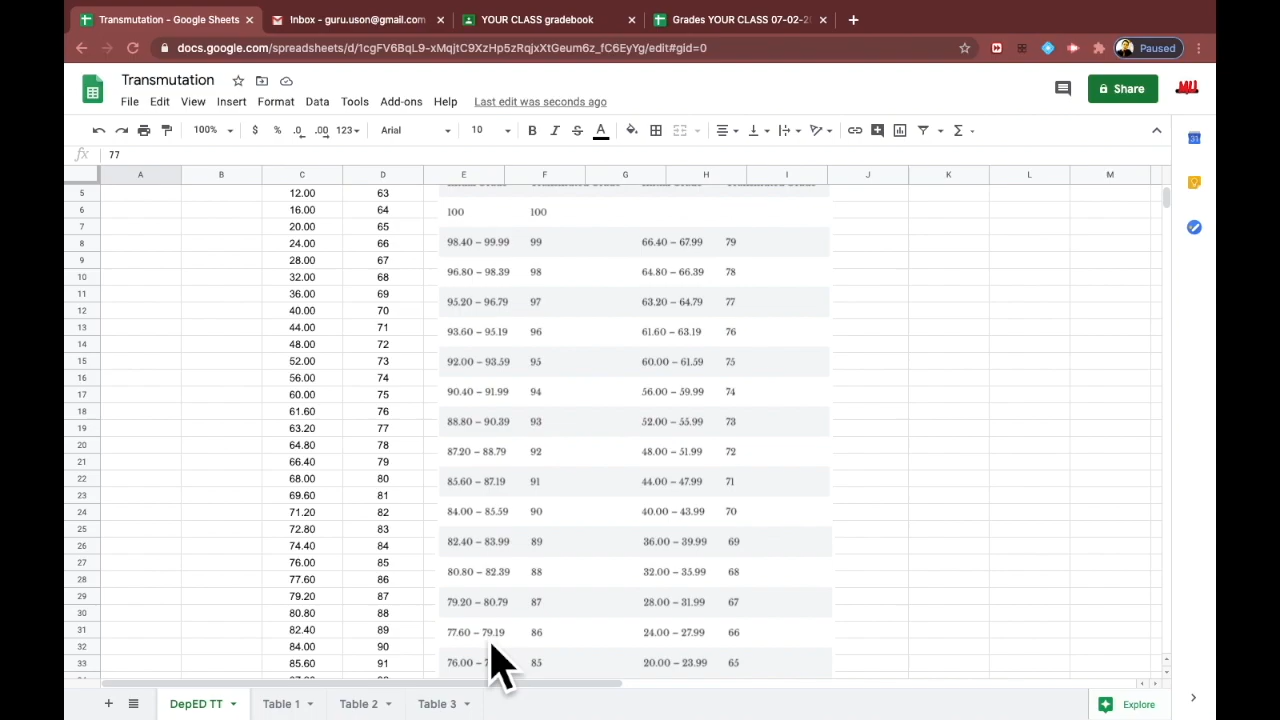 Transmutation - Google Sheets
Inbox - guru.uson@gmail.com
YOUR CLASS gradebook
Grades YOUR CLASS 07-02-2
docs.google.com/spreadsheets/d/1cgFV6BqL9-xMqjtC9XzHp5zRqjxXtGeum6z_fC6EyYg/edit#gid=0
Paused
Transmutation
File Edit View Insert Format Data Tools Add-ons Help Last edit was seconds ago
Share
100% $ % .0 .00 123 Arial 10 B I S A
fx 77
A B C D E F G H I J K L M
5 12.00 63
6 16.00 64 100 100
7 20.00 65
8 24.00 66 98.40 – 99.99 99 66.40 – 67.99 79
9 28.00 67
10 32.00 68 96.80 – 98.39 98 64.80 – 66.39 78
11 36.00 69 95.20 – 96.79 97 63.20 – 64.79 77
12 40.00 70
13 44.00 71 93.60 – 95.19 96 61.60 – 63.19 76
14 48.00 72
15 52.00 73 92.00 – 93.59 95 60.00 – 61.59 75
16 56.00 74
17 60.00 75 90.40 – 91.99 94 56.00 – 59.99 74
18 61.60 76
19 63.20 77 88.80 – 90.39 93 52.00 – 55.99 73
20 64.80 78 87.20 – 88.79 92 48.00 – 51.99 72
21 66.40 79
22 68.00 80 85.60 – 87.19 91 44.00 – 47.99 71
23 69.60 81
24 71.20 82 84.00 – 85.59 90 40.00 – 43.99 70
25 72.80 83
26 74.40 84 82.40 – 83.99 89 36.00 – 39.99 69
27 76.00 85
28 77.60 86 80.80 – 82.39 88 32.00 – 35.99 68
29 79.20 87 79.20 – 80.79 87 28.00 – 31.99 67
30 80.80 88
31 82.40 89 77.60 – 79.19 86 24.00 – 27.99 66
32 84.00 90
33 85.60 91 76.00 – 85 20.00 – 23.99 65
DepED TT Table 1 Table 2 Table 3 Explore